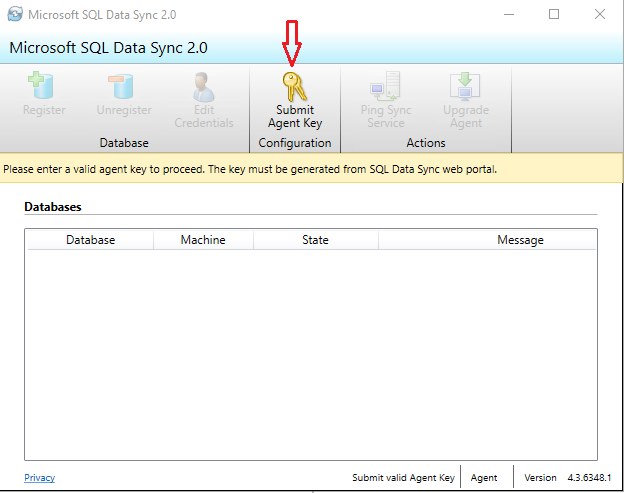 Microsoft SQL Data Sync 2.0
Microsoft SQL Data Sync 2.0
Register Unregister Edit Credentials Submit Agent Key Ping Sync Service Upgrade Agent
Database Configuration Actions
Please enter a valid agent key to proceed. The key must be generated from SQL Data Sync web portal.
Databases
Database Machine State Message
Privacy Submit valid Agent Key Agent Version 4.3.6348.1